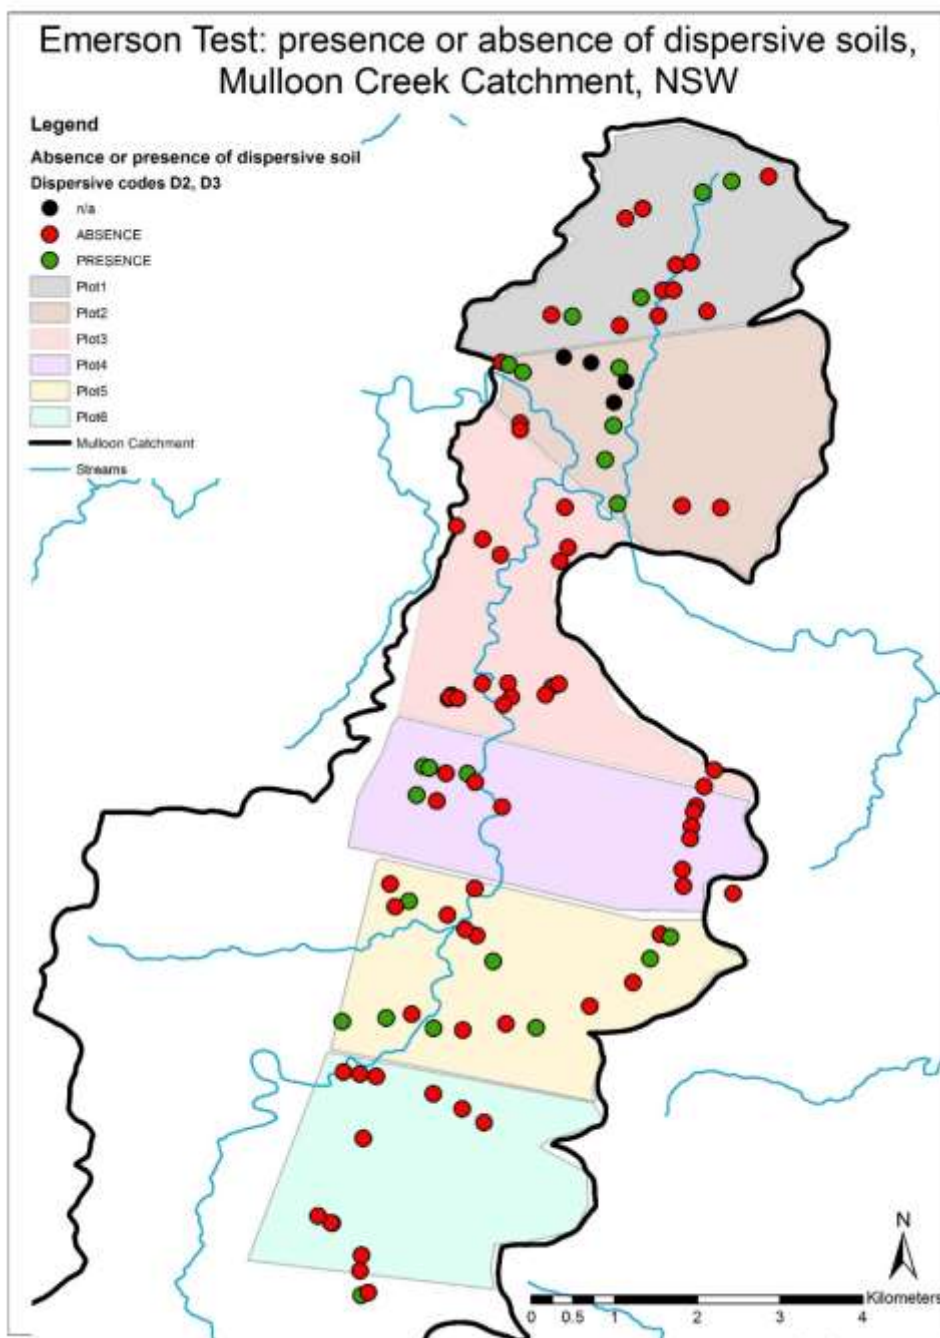 Emerson Test: presence or absence of dispersive soils,
Mulloon Creek Catchment, NSW
Legend
Absence or presence of dispersive soil
Dispersive codes D2, D3
n/a
ABSENCE
PRESENCE
Plot1
Plot2
Plot3
Plot4
Plot5
Plot6
Mulloon Catchment
Streams
N
Kilometers
0 0.5 1 2 3 4